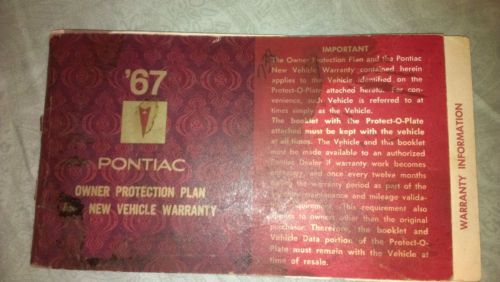 '67
PONTIAC
OWNER PROTECTION PLAN
NEW VEHICLE WARRANTY
IMPORTANT
The Owner Protection Plan and the Pontiac
New Vehicle Warranty contained herein
applies to the Vehicle identified on the
Protect-O-Plate attached hereto. For con-
venience, such Vehicle is referred to at
times simply as the Vehicle.
The booklet with the Protect-O-Plate
attached must be kept with the vehicle
at all times. The Vehicle and this booklet
must be made available to an authorized
Pontiac Dealer if warranty work becomes
and once every twelve months
during the warranty period as part of the
maintenance and mileage valida-
This requirement also
applies to owners other than the original
purchaser. Therefore, the booklet and
Vehicle Data portion of the Protect-O-
Plate must remain with the Vehicle at
time of resale.
WARRANTY INFORMATION